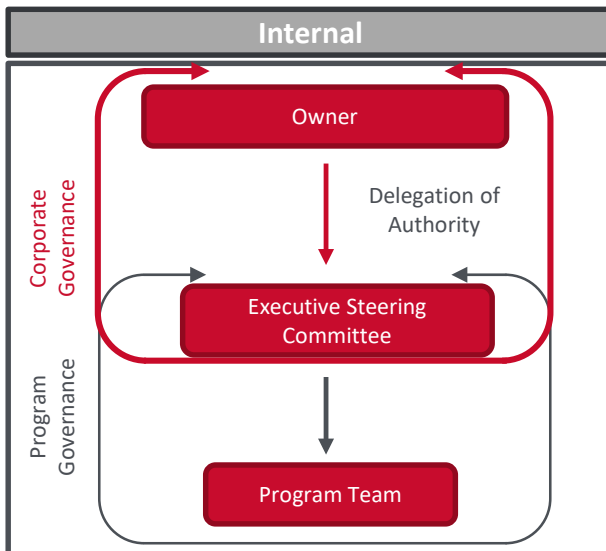 Internal
Owner
Delegation of
Authority
Corporate
Governance
Executive Steering
Committee
Program
Governance
Program Team